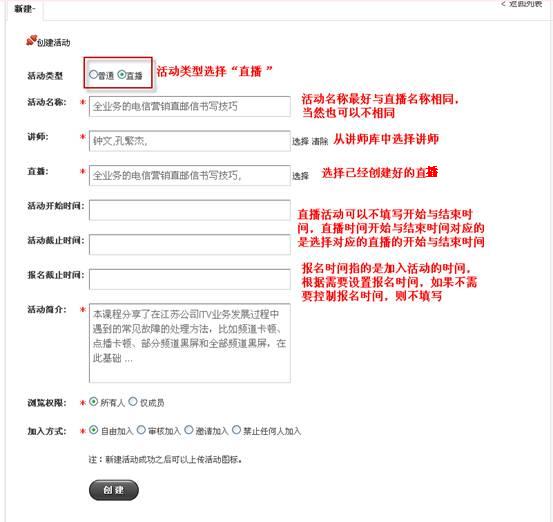 新建-
< 返回列表
创建活动
活动类型 普通 直播 活动类型选择“直播 ”
活动名称: * 全业务的电信营销直邮信书写技巧 活动名称最好与直播名称相同，
当然也可以不相同
讲师: * 钟文,孔繁杰, 选择 清除 从讲师库中选择讲师
直播: * 全业务的电信营销直邮信书写技巧, 选择 选择已经创建好的直播
活动开始时间:
直播活动可以不填写开始与结束时
间，直播时间开始与结束时间对应的
是选择对应的直播的开始与结束时间
活动截止时间:
报名截止时间:
报名时间指的是加入活动的时间，
根据需要设置报名时间，如果不需
要控制报名时间，则不填写
活动简介: * 本课程分享了在江苏公司ITV业务发展过程中
遇到的常见故障的处理方法，比如频道卡顿、
点播卡顿、部分频道黑屏和全部频道黑屏，在
此基础 ...
浏览权限: * 所有人 仅成员
加入方式: * 自由加入 审核加入 邀请加入 禁止任何人加入
注：新建活动成功之后可以上传活动图标。
创 建